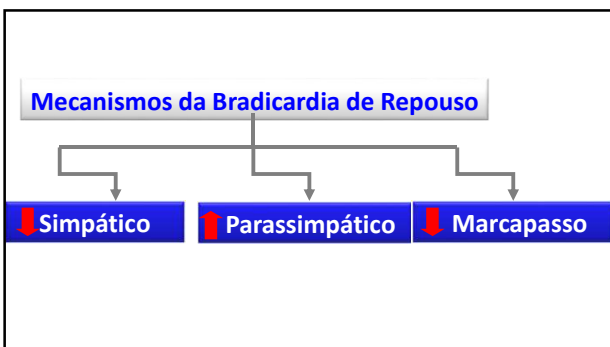 Mecanismos da Bradicardia de Repouso
Simpático
Parassimpático
Marcapasso